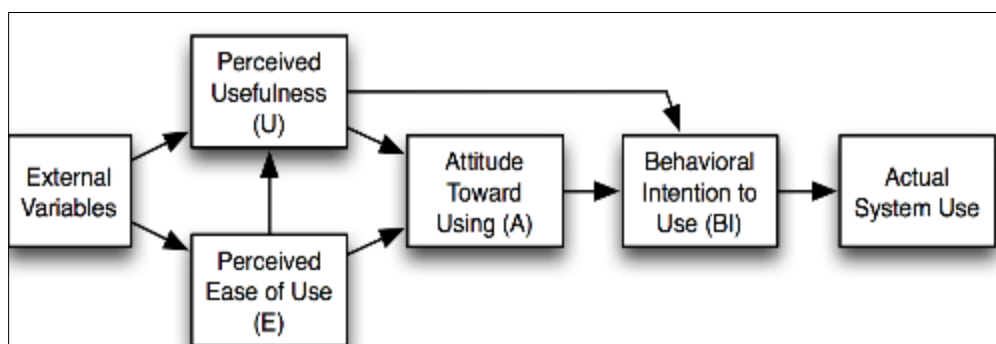 Perceived
Usefulness
(U)
External
Variables
Perceived
Ease of Use
(E)
Attitude
Toward
Using (A)
Behavioral
Intention to
Use (BI)
Actual
System Use